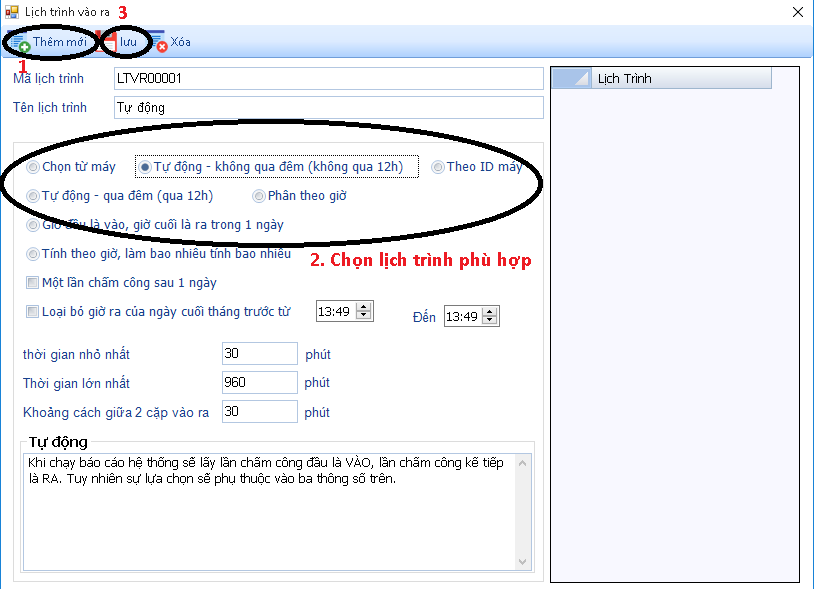 Lịch trình vào ra 3
Thêm mới lưu Xóa
1
Mã lịch trình LTVR00001
Tên lịch trình Tự động
Lịch Trình
Chọn từ máy Tự động - không qua đêm (không qua 12h) Theo ID máy
Tự động - qua đêm (qua 12h) Phân theo giờ
Giờ đầu là vào, giờ cuối là ra trong 1 ngày
Tính theo giờ, làm bao nhiêu tính bao nhiêu
2. Chọn lịch trình phù hợp
Một lần chấm công sau 1 ngày
Loại bỏ giờ ra của ngày cuối tháng trước từ 13:49 Đến 13:49
thời gian nhỏ nhất 30 phút
Thời gian lớn nhất 960 phút
Khoảng cách giữa 2 cặp vào ra 30 phút
Tự động
Khi chạy báo cáo hệ thống sẽ lấy lần chấm công đầu là VÀO, lần chấm công kế tiếp
là RA. Tuy nhiên sự lựa chọn sẽ phụ thuộc vào ba thông số trên.